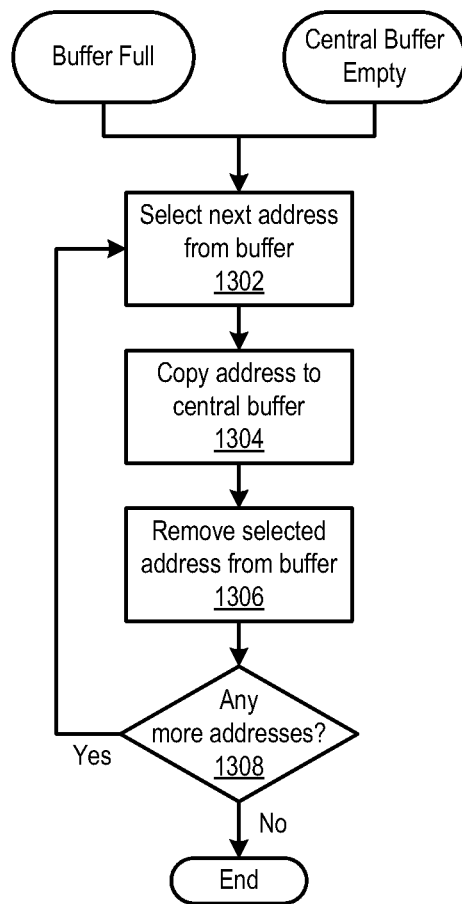 Buffer Full
Central Buffer
Empty
Select next address
from buffer
1302
Copy address to
central buffer
1304
Remove selected
address from buffer
1306
Any
more addresses?
1308
Yes
No
End